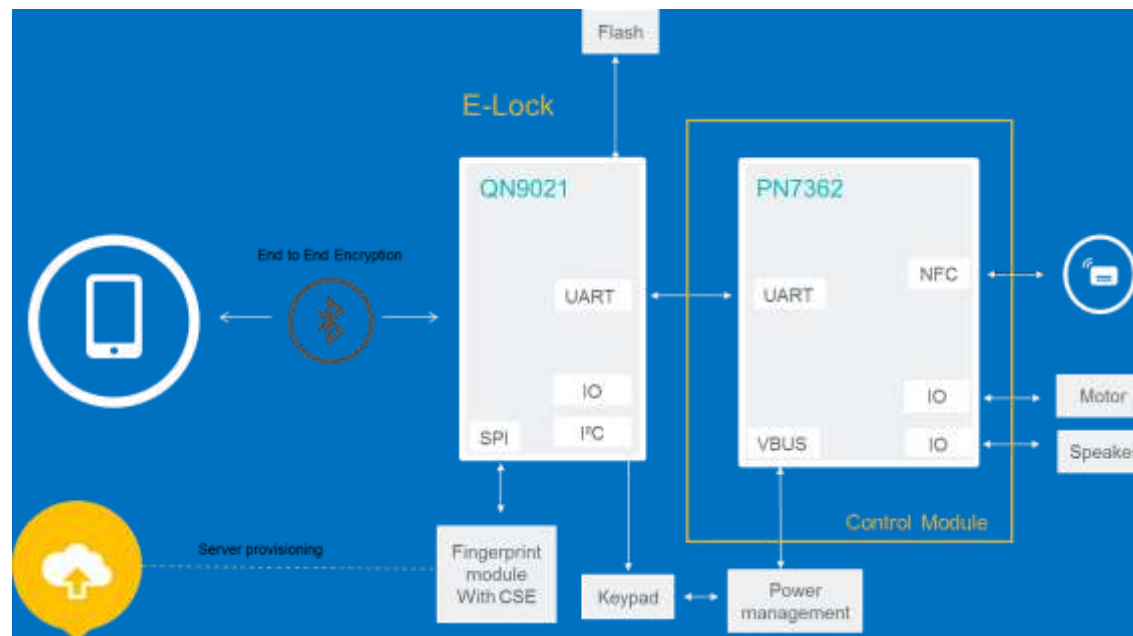 Flash
E-Lock
QN9021
PN7362
End to End Encryption
NFC
UART
UART
IO
IO
Motor
SPI
I²C
VBUS
IO
Speaker
Control Module
Server provisioning
Fingerprint
module
With CSE
Keypad
Power
management